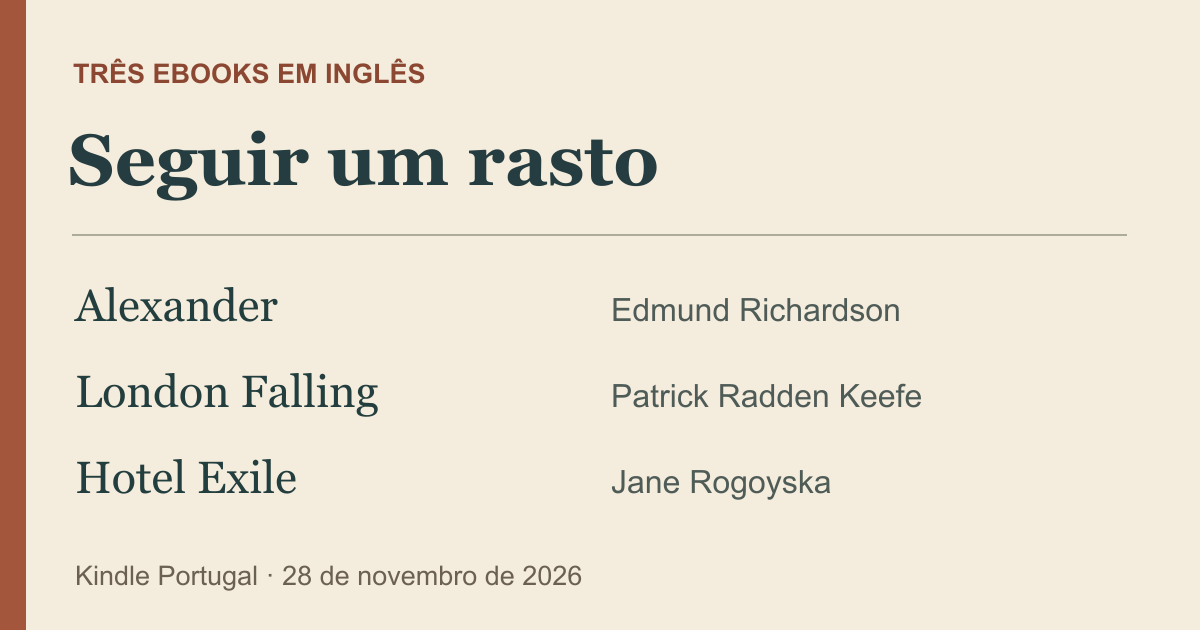 TRÊS EBOOKS EM INGLÊS
Seguir um rasto
Alexander Edmund Richardson
London Falling Patrick Radden Keefe
Hotel Exile Jane Rogoyska
Kindle Portugal · 28 de novembro de 2026